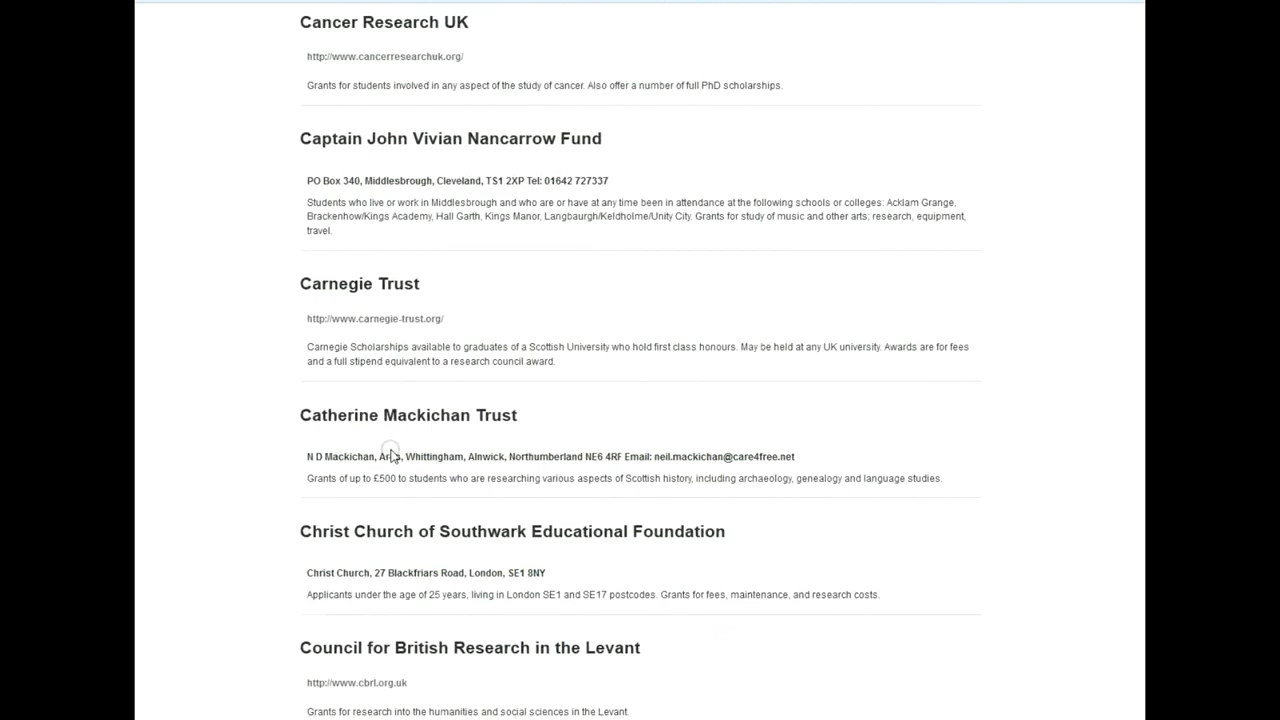 Cancer Research UK
http://www.cancerresearchuk.org/
Grants for students involved in any aspect of the study of cancer. Also offer a number of full PhD scholarships.
Captain John Vivian Nancarrow Fund
PO Box 340, Middlesbrough, Cleveland, TS1 2XP Tel: 01642 727337
Students who live or work in Middlesbrough and who are or have at any time been in attendance at the following schools or colleges: Acklam Grange,
Brackenhow/Kings Academy, Hall Garth, Kings Manor, Langbaurgh/Keldholme/Unity City. Grants for study of music and other arts; research, equipment,
travel.
Carnegie Trust
http://www.carnegie-trust.org/
Carnegie Scholarships available to graduates of a Scottish University who hold first class honours. May be held at any UK university. Awards are for fees
and a full stipend equivalent to a research council award.
Catherine Mackichan Trust
N D Mackichan, Whittingham, Alnwick, Northumberland NE6 4RF Email: neil.mackichan@care4free.net
Grants of up to £500 to students who are researching various aspects of Scottish history, including archaeology, genealogy and language studies.
Christ Church of Southwark Educational Foundation
Christ Church, 27 Blackfriars Road, London, SE1 8NY
Applicants under the age of 25 years, living in London SE1 and SE17 postcodes. Grants for fees, maintenance, and research costs.
Council for British Research in the Levant
http://www.cbrl.org.uk
Grants for research into the humanities and social sciences in the Levant.